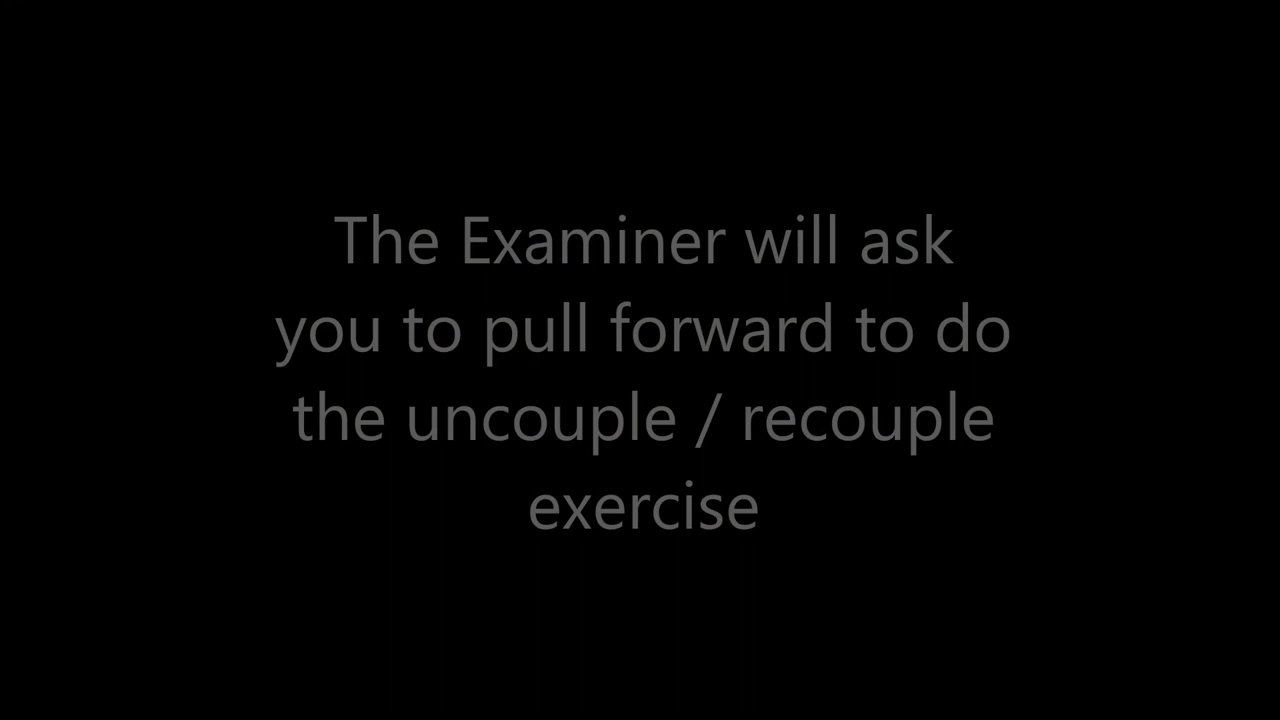 The Examiner will ask
you to pull forward to do
the uncouple / recouple
exercise